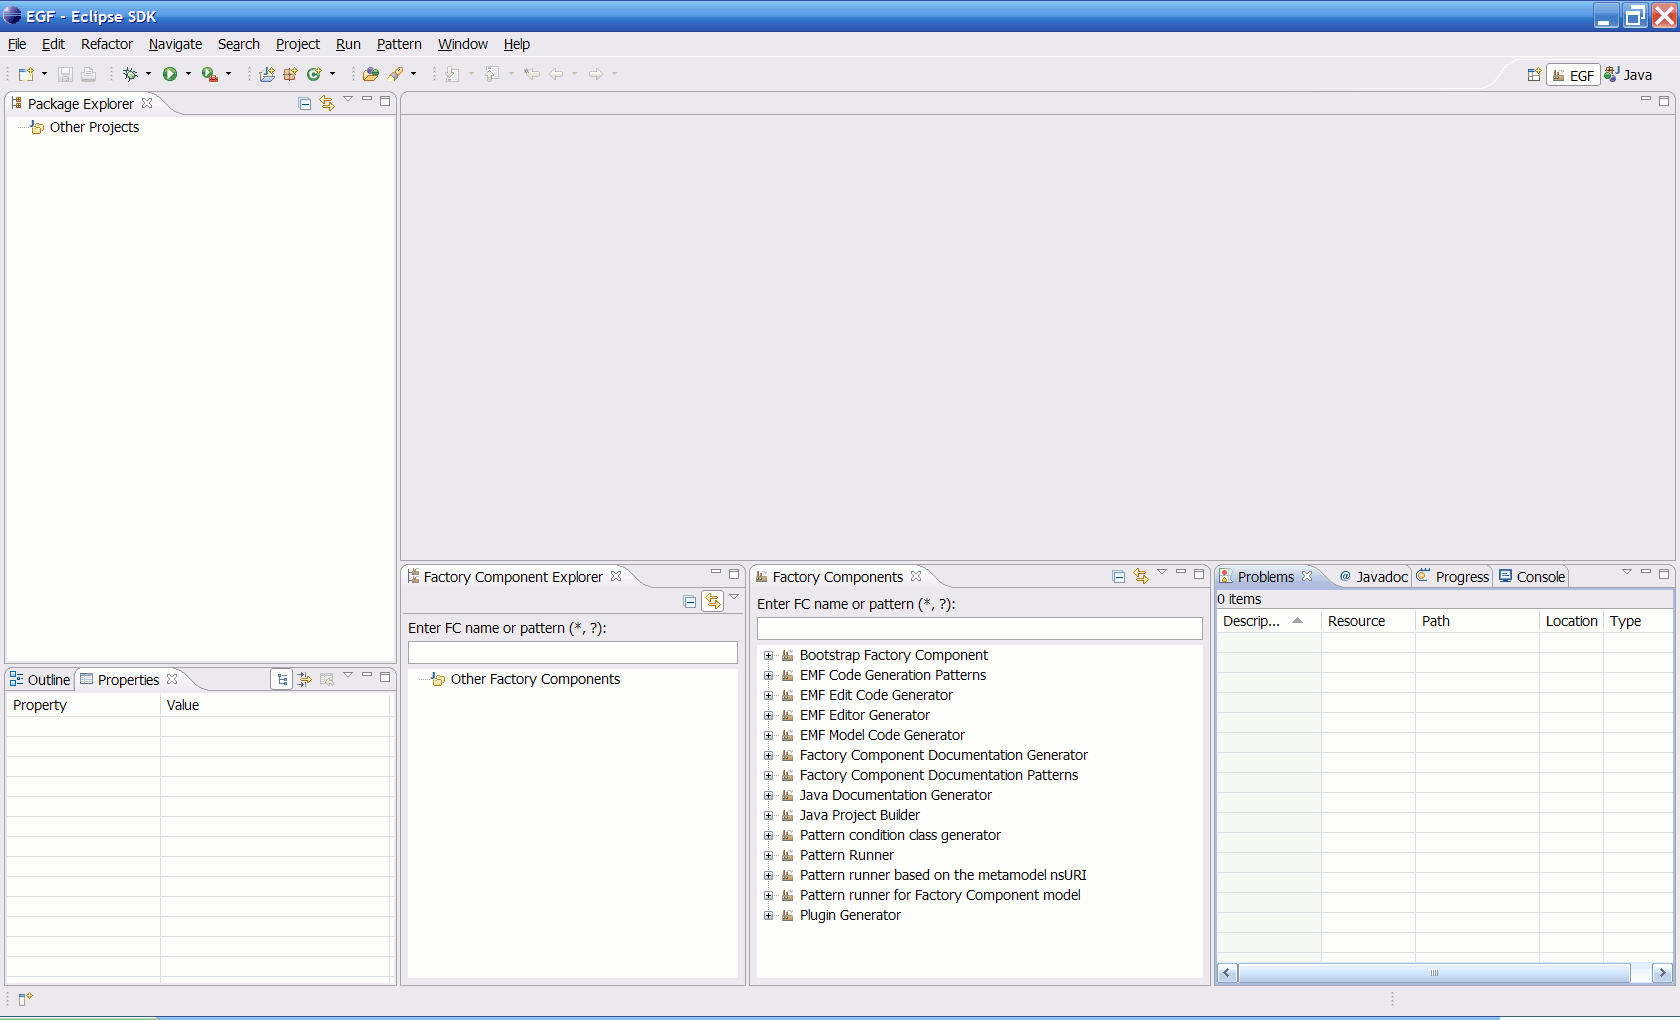 EGF - Eclipse SDK
File Edit Refactor Navigate Search Project Run Pattern Window Help
EGF Java
Package Explorer
Other Projects
Outline Properties
Property Value
Factory Component Explorer
Enter FC name or pattern (*, ?):
Other Factory Components
Factory Components
Enter FC name or pattern (*, ?):
Bootstrap Factory Component
EMF Code Generation Patterns
EMF Edit Code Generator
EMF Editor Generator
EMF Model Code Generator
Factory Component Documentation Generator
Factory Component Documentation Patterns
Java Documentation Generator
Java Project Builder
Pattern condition class generator
Pattern Runner
Pattern runner based on the metamodel nsURI
Pattern runner for Factory Component model
Plugin Generator
Problems @ Javadoc Progress Console
0 items
Descrip... Resource Path Location Type